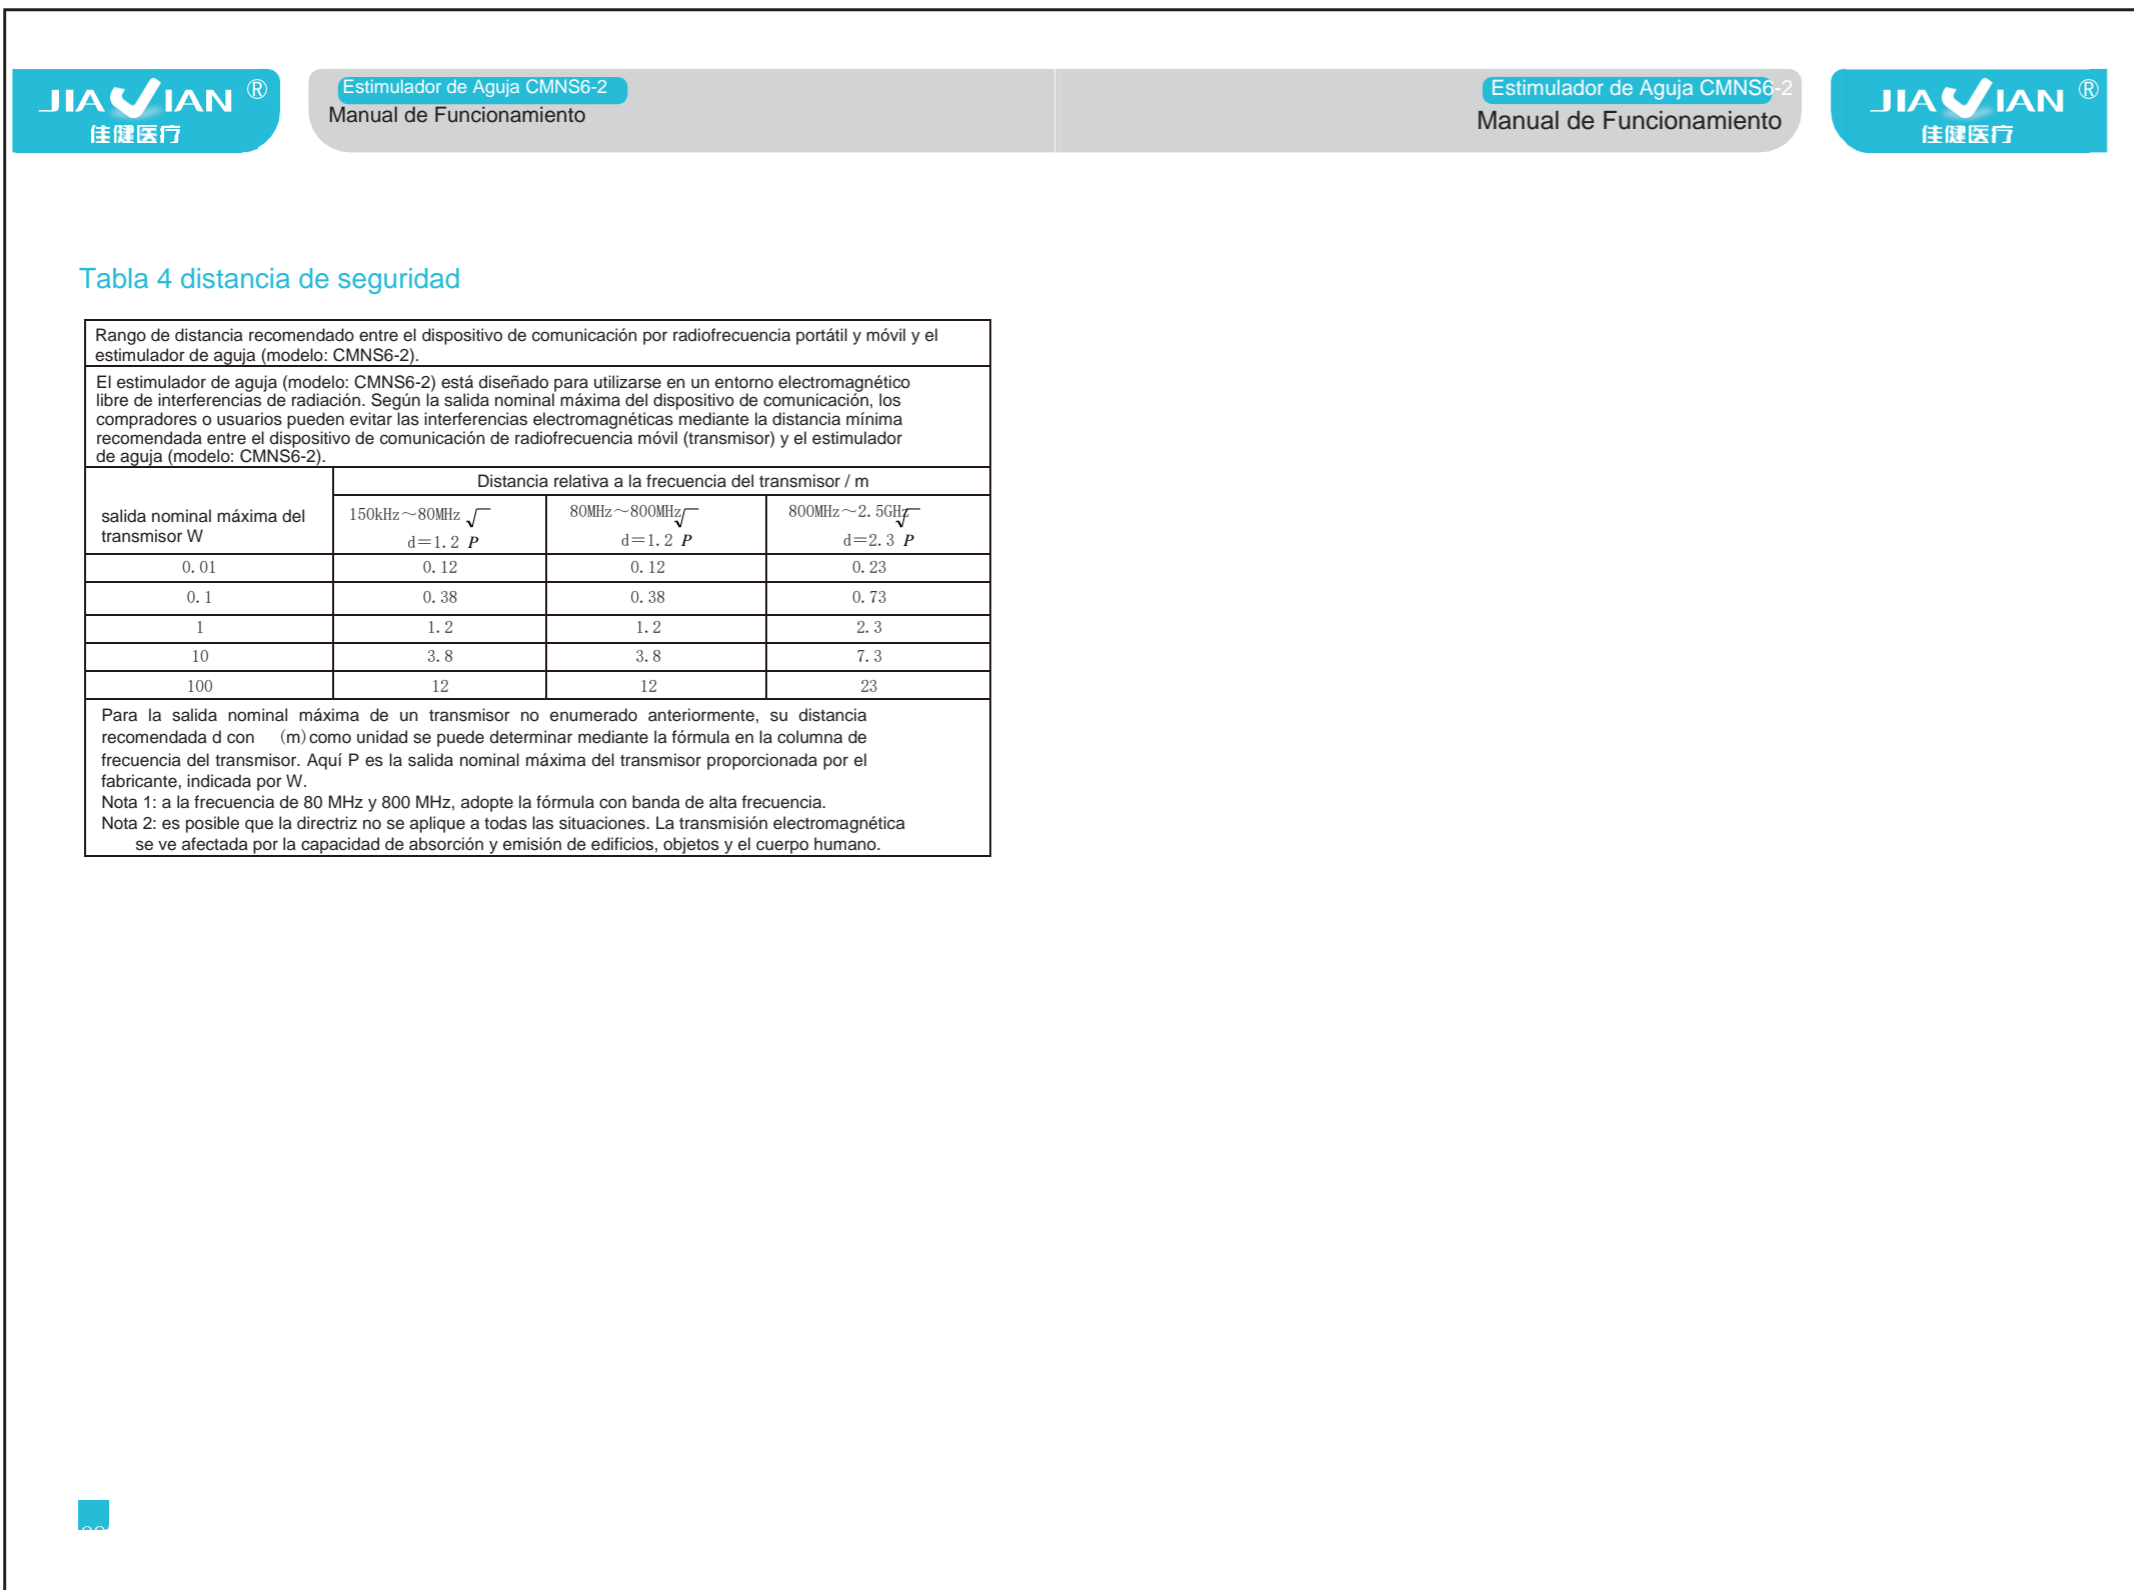 JIA IAN ®
佳健医疗
Estimulador de Aguja CMNS6-2
Manual de Funcionamiento
Estimulador de Aguja CMNS6-2
Manual de Funcionamiento
JIA IAN ®
佳健医疗
Tabla 4 distancia de seguridad
Rango de distancia recomendado entre el dispositivo de comunicación por radiofrecuencia portátil y móvil y el
estimulador de aguja (modelo: CMNS6-2).
El estimulador de aguja (modelo: CMNS6-2) está diseñado para utilizarse en un entorno electromagnético
libre de interferencias de radiación. Según la salida nominal máxima del dispositivo de comunicación, los
compradores o usuarios pueden evitar las interferencias electromagnéticas mediante la distancia mínima
recomendada entre el dispositivo de comunicación de radiofrecuencia móvil (transmisor) y el estimulador
de aguja (modelo: CMNS6-2).
salida nominal máxima del
transmisor W
Distancia relativa a la frecuencia del transmisor / m
150kHz～80MHz √ 80MHz～800MHz √ 800MHz～2.5GHz √
d＝1.2 P d＝1.2 P d＝2.3 P
0.01 0.12 0.12 0.23
0.1 0.38 0.38 0.73
1 1.2 1.2 2.3
10 3.8 3.8 7.3
100 12 12 23
Para la salida nominal máxima de un transmisor no enumerado anteriormente, su distancia
recomendada d con （m）como unidad se puede determinar mediante la fórmula en la columna de
frecuencia del transmisor. Aquí P es la salida nominal máxima del transmisor proporcionada por el
fabricante, indicada por W.
Nota 1: a la frecuencia de 80 MHz y 800 MHz, adopte la fórmula con banda de alta frecuencia.
Nota 2: es posible que la directriz no se aplique a todas las situaciones. La transmisión electromagnética
se ve afectada por la capacidad de absorción y emisión de edificios, objetos y el cuerpo humano.